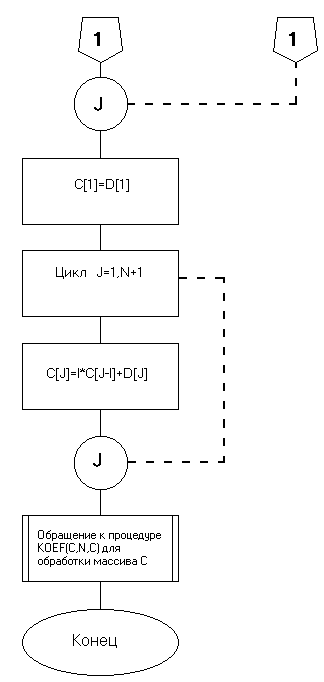 1 1
J
C[1]=D[1]
Цикл J=1,N+1
C[J]=I*C[J-I]+D[J]
J
Обращение к процедуре
KOEF(C,N,C) для
обработки массива C
Конец